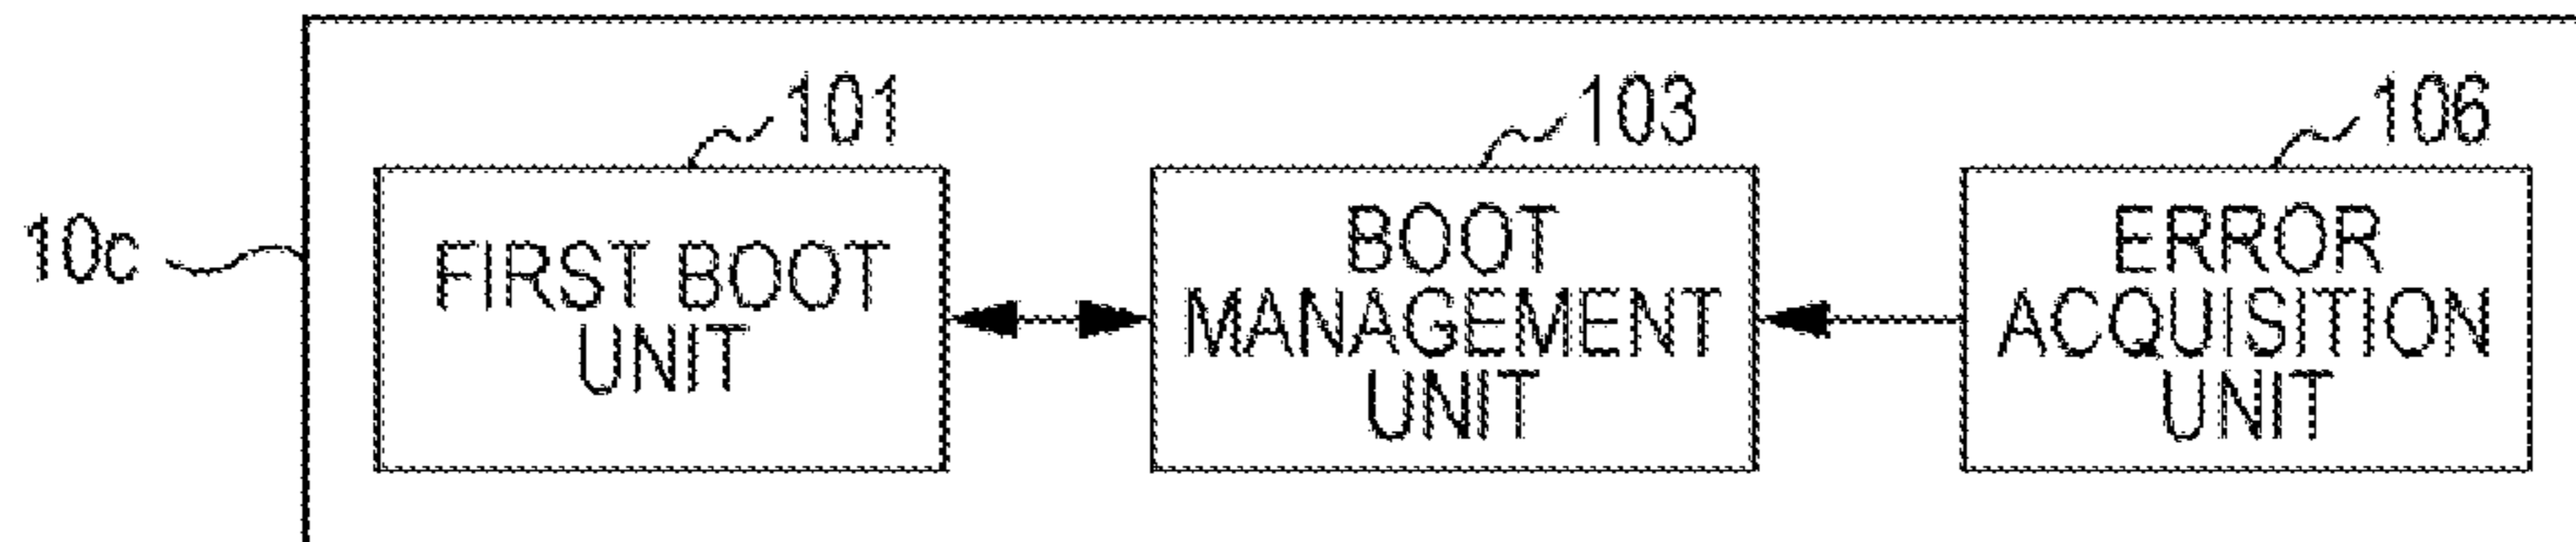 101
103
106
10c
FIRST BOOT
UNIT
BOOT
MANAGEMENT
UNIT
ERROR
ACQUISITION
UNIT